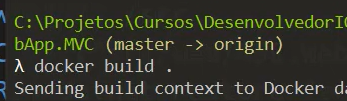 C:\Projetos\Cursos\DesenvolvedorIO
bApp.MVC (master -> origin)
λ docker build .
Sending build context to Docker da